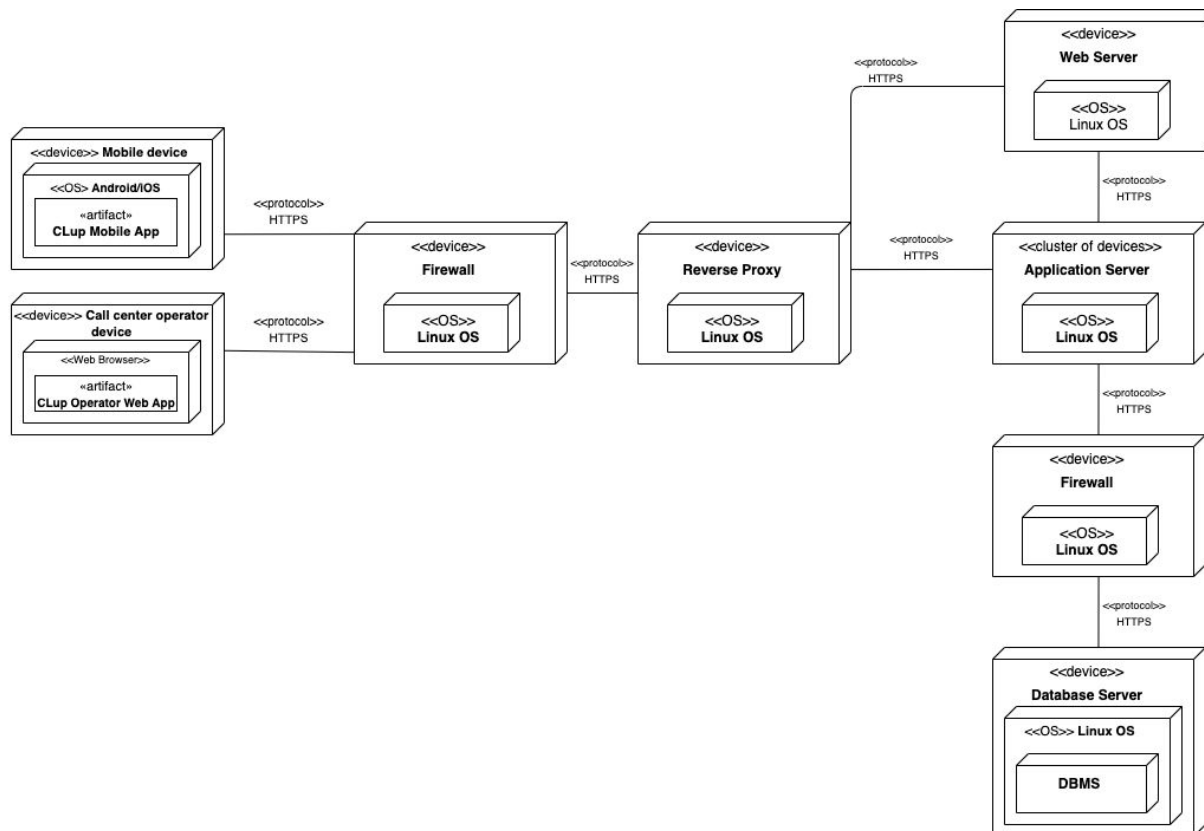 <<device>>
Web Server
<<OS>>
Linux OS
<<protocol>>
HTTPS
<<protocol>>
HTTPS
<<device>> Mobile device
<<OS> Android/iOS
«artifact»
CLup Mobile App
<<protocol>>
HTTPS
<<device>> Call center operator
device
<<Web Browser>>
«artifact»
CLup Operator Web App
<<protocol>>
HTTPS
<<device>>
Firewall
<<OS>>
Linux OS
<<protocol>>
HTTPS
<<device>>
Reverse Proxy
<<OS>>
Linux OS
<<protocol>>
HTTPS
<<cluster of devices>>
Application Server
<<OS>>
Linux OS
<<protocol>>
HTTPS
<<device>>
Firewall
<<OS>>
Linux OS
<<protocol>>
HTTPS
<<device>>
Database Server
<<OS>> Linux OS
DBMS